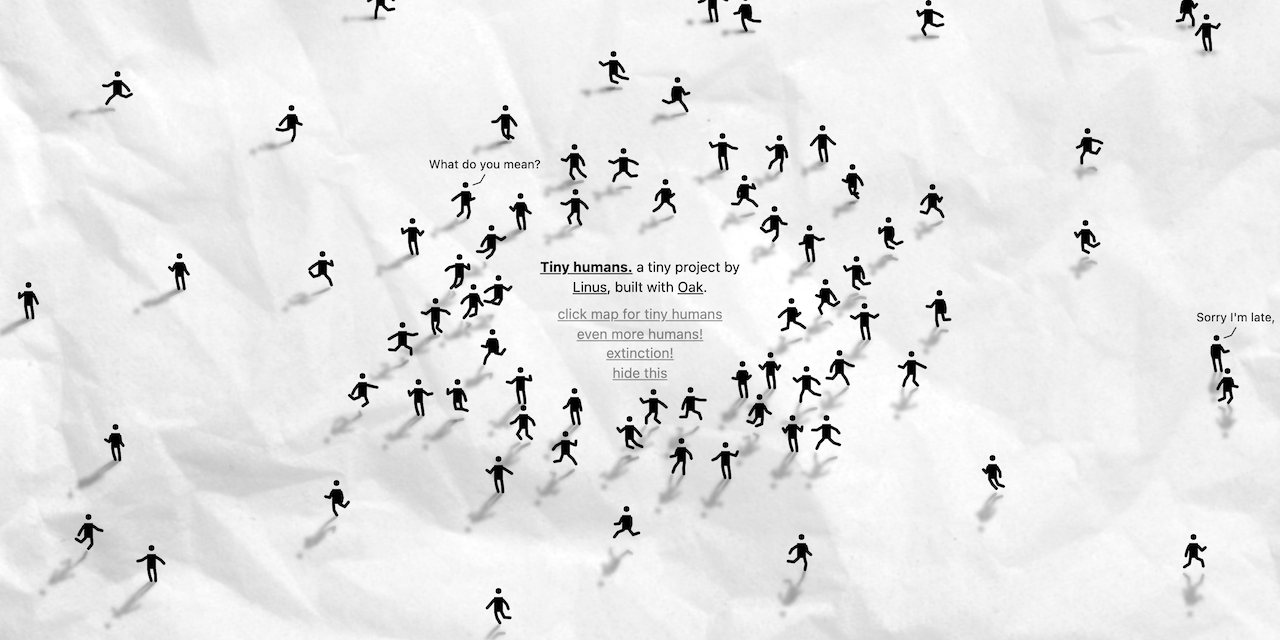 What do you mean?
Tiny humans. a tiny project by
Linus, built with Oak.
click map for tiny humans
even more humans!
extinction!
hide this
Sorry I'm late,